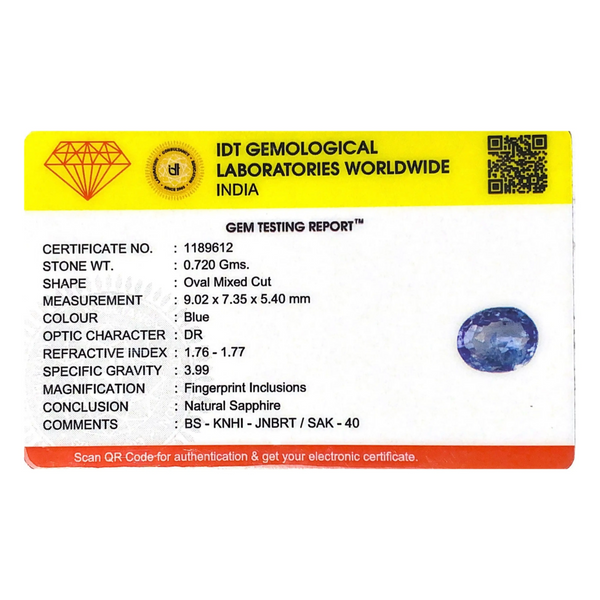 IDT GEMOLOGICAL
LABORATORIES WORLDWIDE
INDIA
GEM TESTING REPORT™
CERTIFICATE NO. : 1189612
STONE WT. : 0.720 Gms.
SHAPE : Oval Mixed Cut
MEASUREMENT : 9.02 x 7.35 x 5.40 mm
COLOUR : Blue
OPTIC CHARACTER : DR
REFRACTIVE INDEX : 1.76 - 1.77
SPECIFIC GRAVITY : 3.99
MAGNIFICATION : Fingerprint Inclusions
CONCLUSION : Natural Sapphire
COMMENTS : BS - KNHI - JNBRT / SAK - 40
Scan QR Code for authentication & get your electronic certificate.